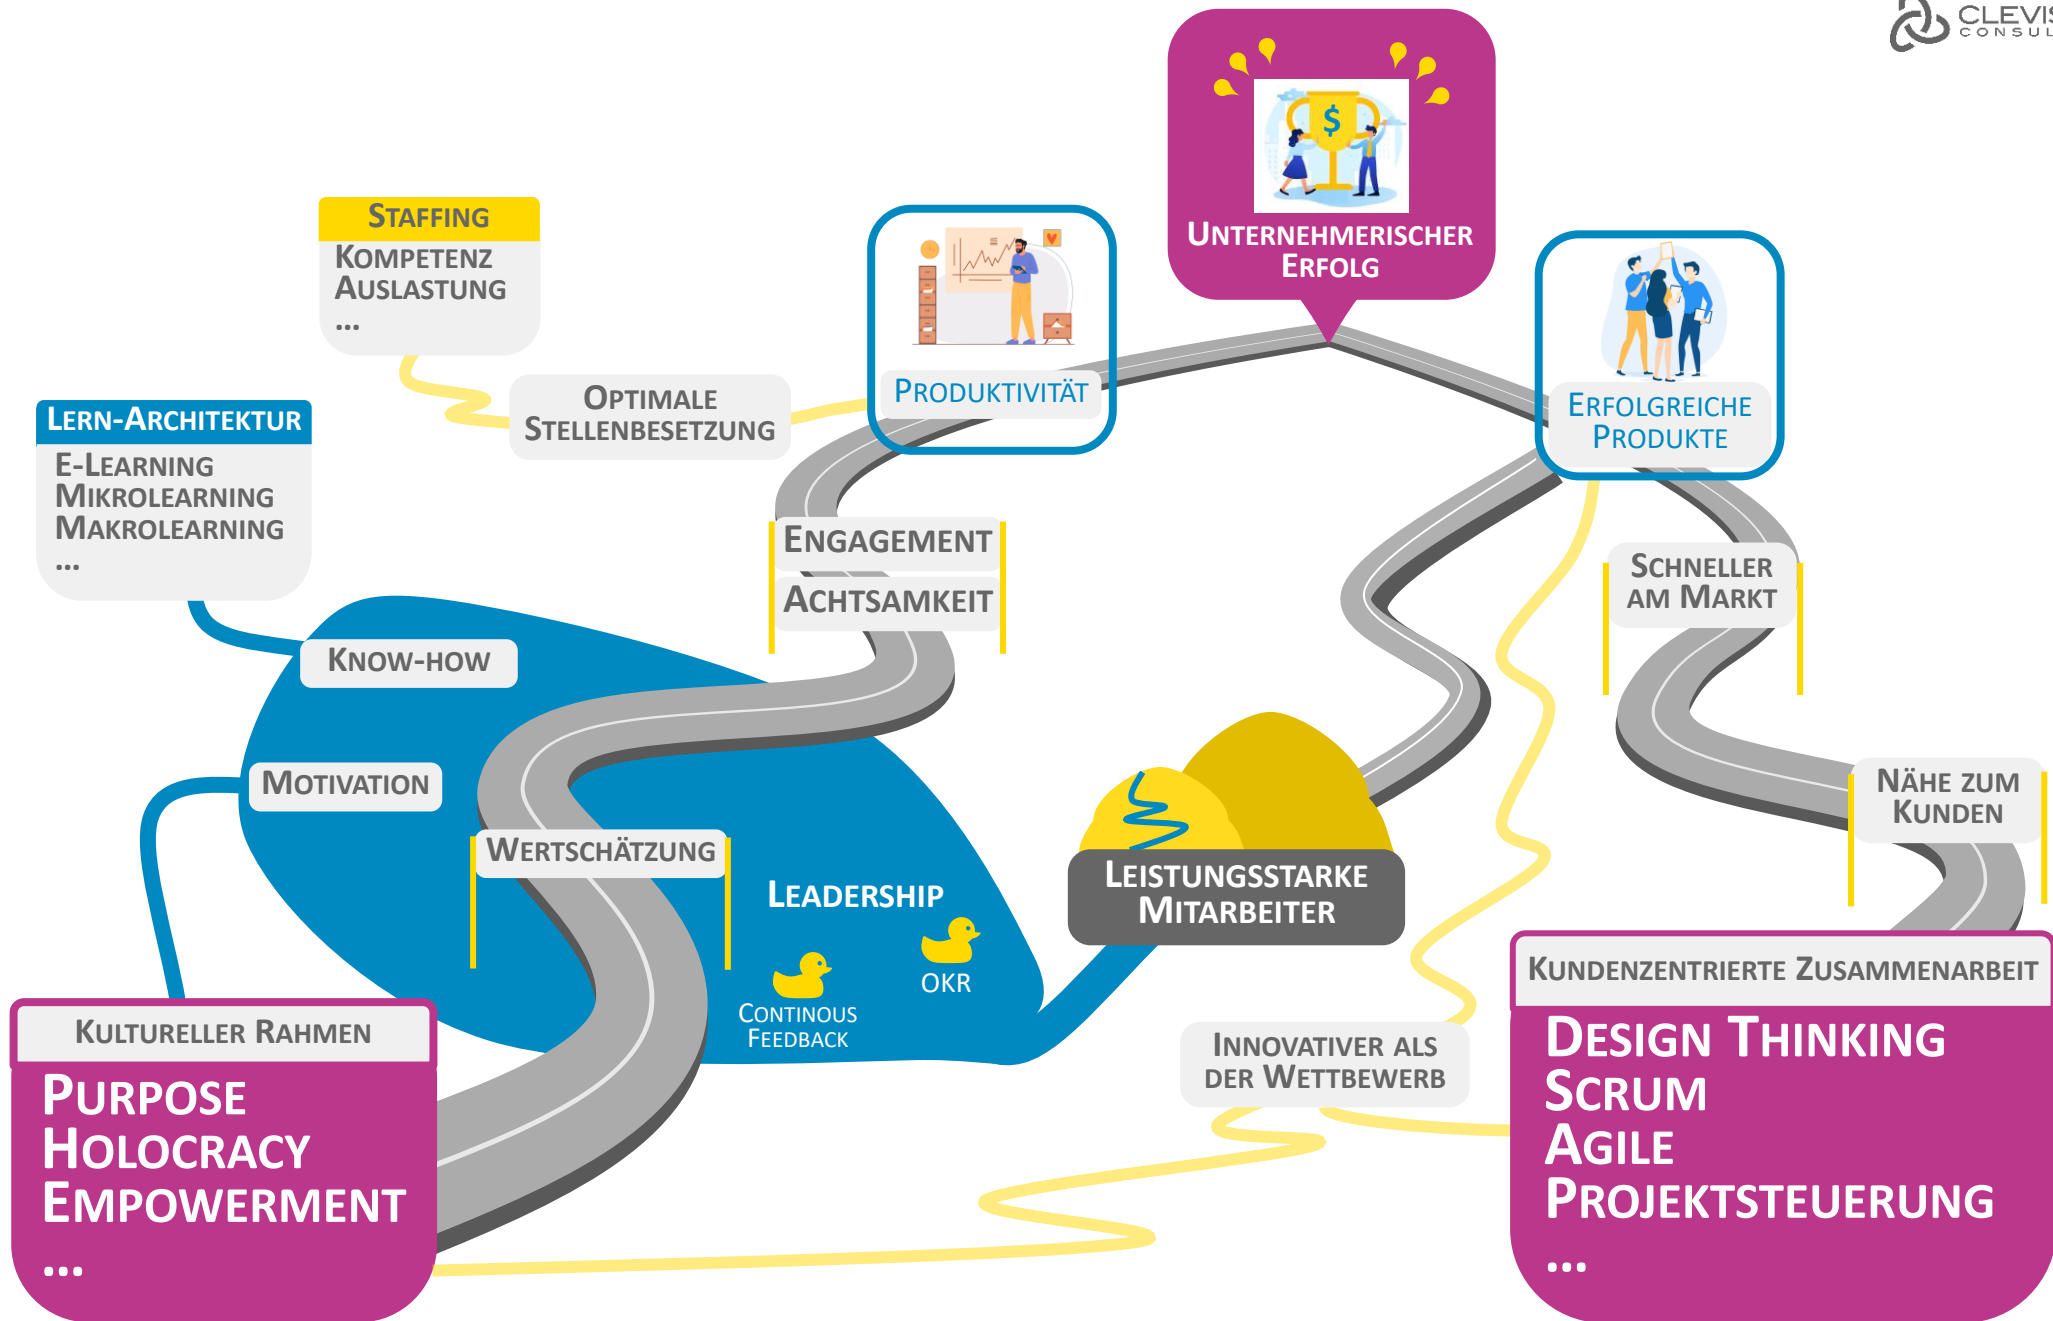 $
UNTERNEHMERISCHER
ERFOLG
STAFFING
KOMPETENZ
AUSLASTUNG
...
OPTIMALE
STELLENBESETZUNG
PRODUKTIVITÄT
ERFOLGREICHE
PRODUKTE
LERN-ARCHITEKTUR
E-LEARNING
MIKROLEARNING
MAKROLEARNING
...
ENGAGEMENT
ACHTSAMKEIT
SCHNELLER
AM MARKT
KNOW-HOW
MOTIVATION
NÄHE ZUM
KUNDEN
WERTSCHÄTZUNG
LEADERSHIP
OKR
CONTINOUS
FEEDBACK
LEISTUNGSSTARKE
MITARBEITER
KULTURELLER RAHMEN
PURPOSE
HOLOCRACY
EMPOWERMENT
...
INNOVATIVER ALS
DER WETTBEWERB
KUNDENZENTRIERTE ZUSAMMENARBEIT
DESIGN THINKING
SCRUM
AGILE
PROJEKTSTEUERUNG
...